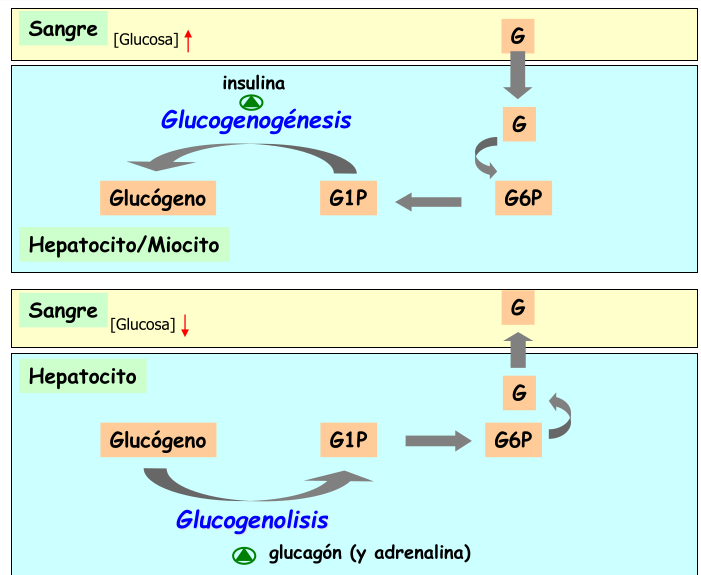 Sangre
[Glucosa]
G
insulina
Glucogenogénesis
G
Glucógeno
G1P
G6P
Hepatocito/Miocito
Sangre
[Glucosa]
G
Hepatocito
G
Glucógeno
G1P
G6P
Glucogenolisis
glucagón (y adrenalina)